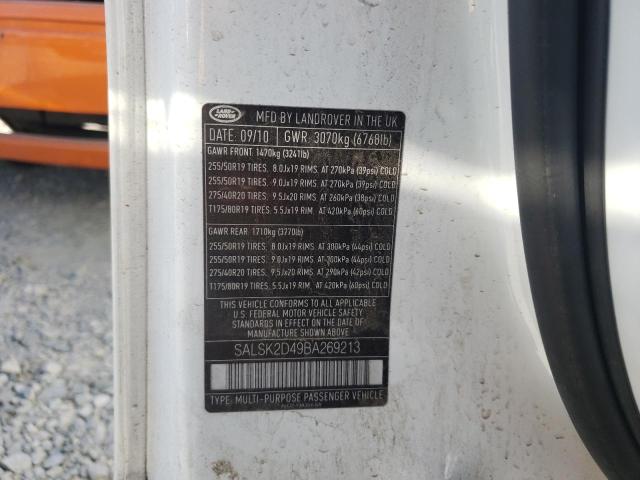 LAND ROVER
MFD BY LANDROVER IN THE UK
DATE: 09/10 GWR: 3070kg (6768lb)
GAWR FRONT: 1470kg (3241lb)
255/50R19 TIRES, 8.0Jx19 RIMS, AT 270kPa (39psi) COLD
255/50R19 TIRES, 9.0Jx19 RIMS, AT 270kPa (39psi) COLD
275/40R20 TIRES, 9.5Jx20 RIMS, AT 260kPa (38psi) COLD
T175/80R19 TIRES, 5.5Jx19 RIM, AT 420kPa (60psi) COLD
GAWR REAR: 1710kg (3770lb)
255/50R19 TIRES, 8.0Jx19 RIMS, AT 300kPa (44psi) COLD
255/50R19 TIRES, 9.0Jx19 RIMS, AT 300kPa (44psi) COLD
275/40R20 TIRES, 9.5Jx20 RIMS, AT 290kPa (42psi) COLD
T175/80R19 TIRES, 5.5Jx19 RIM, AT 420kPa (60psi) COLD
THIS VEHICLE CONFORMS TO ALL APPLICABLE
U.S. FEDERAL MOTOR VEHICLE SAFETY
THEFT PREVENTION STANDARDS IN EFFECT ON THE
DATE OF MANUFACTURE SHOWN ABOVE
SALSK2D49BA269213
TYPE: MULTI-PURPOSE PASSENGER VEHICLE